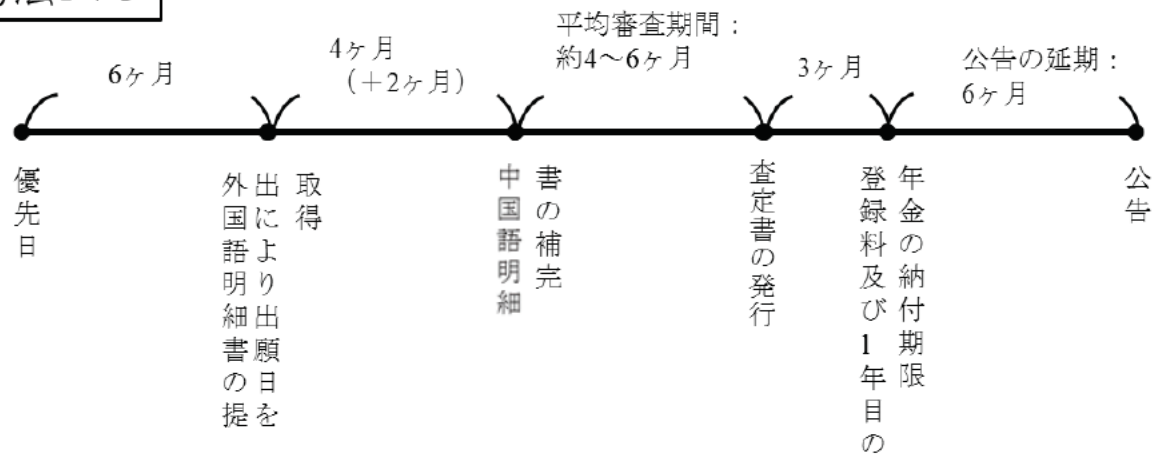 6ヶ月
4ヶ月
（＋2ヶ月）
平均審査期間：
約4～6ヶ月
3ヶ月
公告の延期：
6ヶ月
優先日
外国語明細書の提
出により出願日を
取得
中国語明細
書の補完
査定書の発行
登録料及び1年目の
年金の納付期限
公告